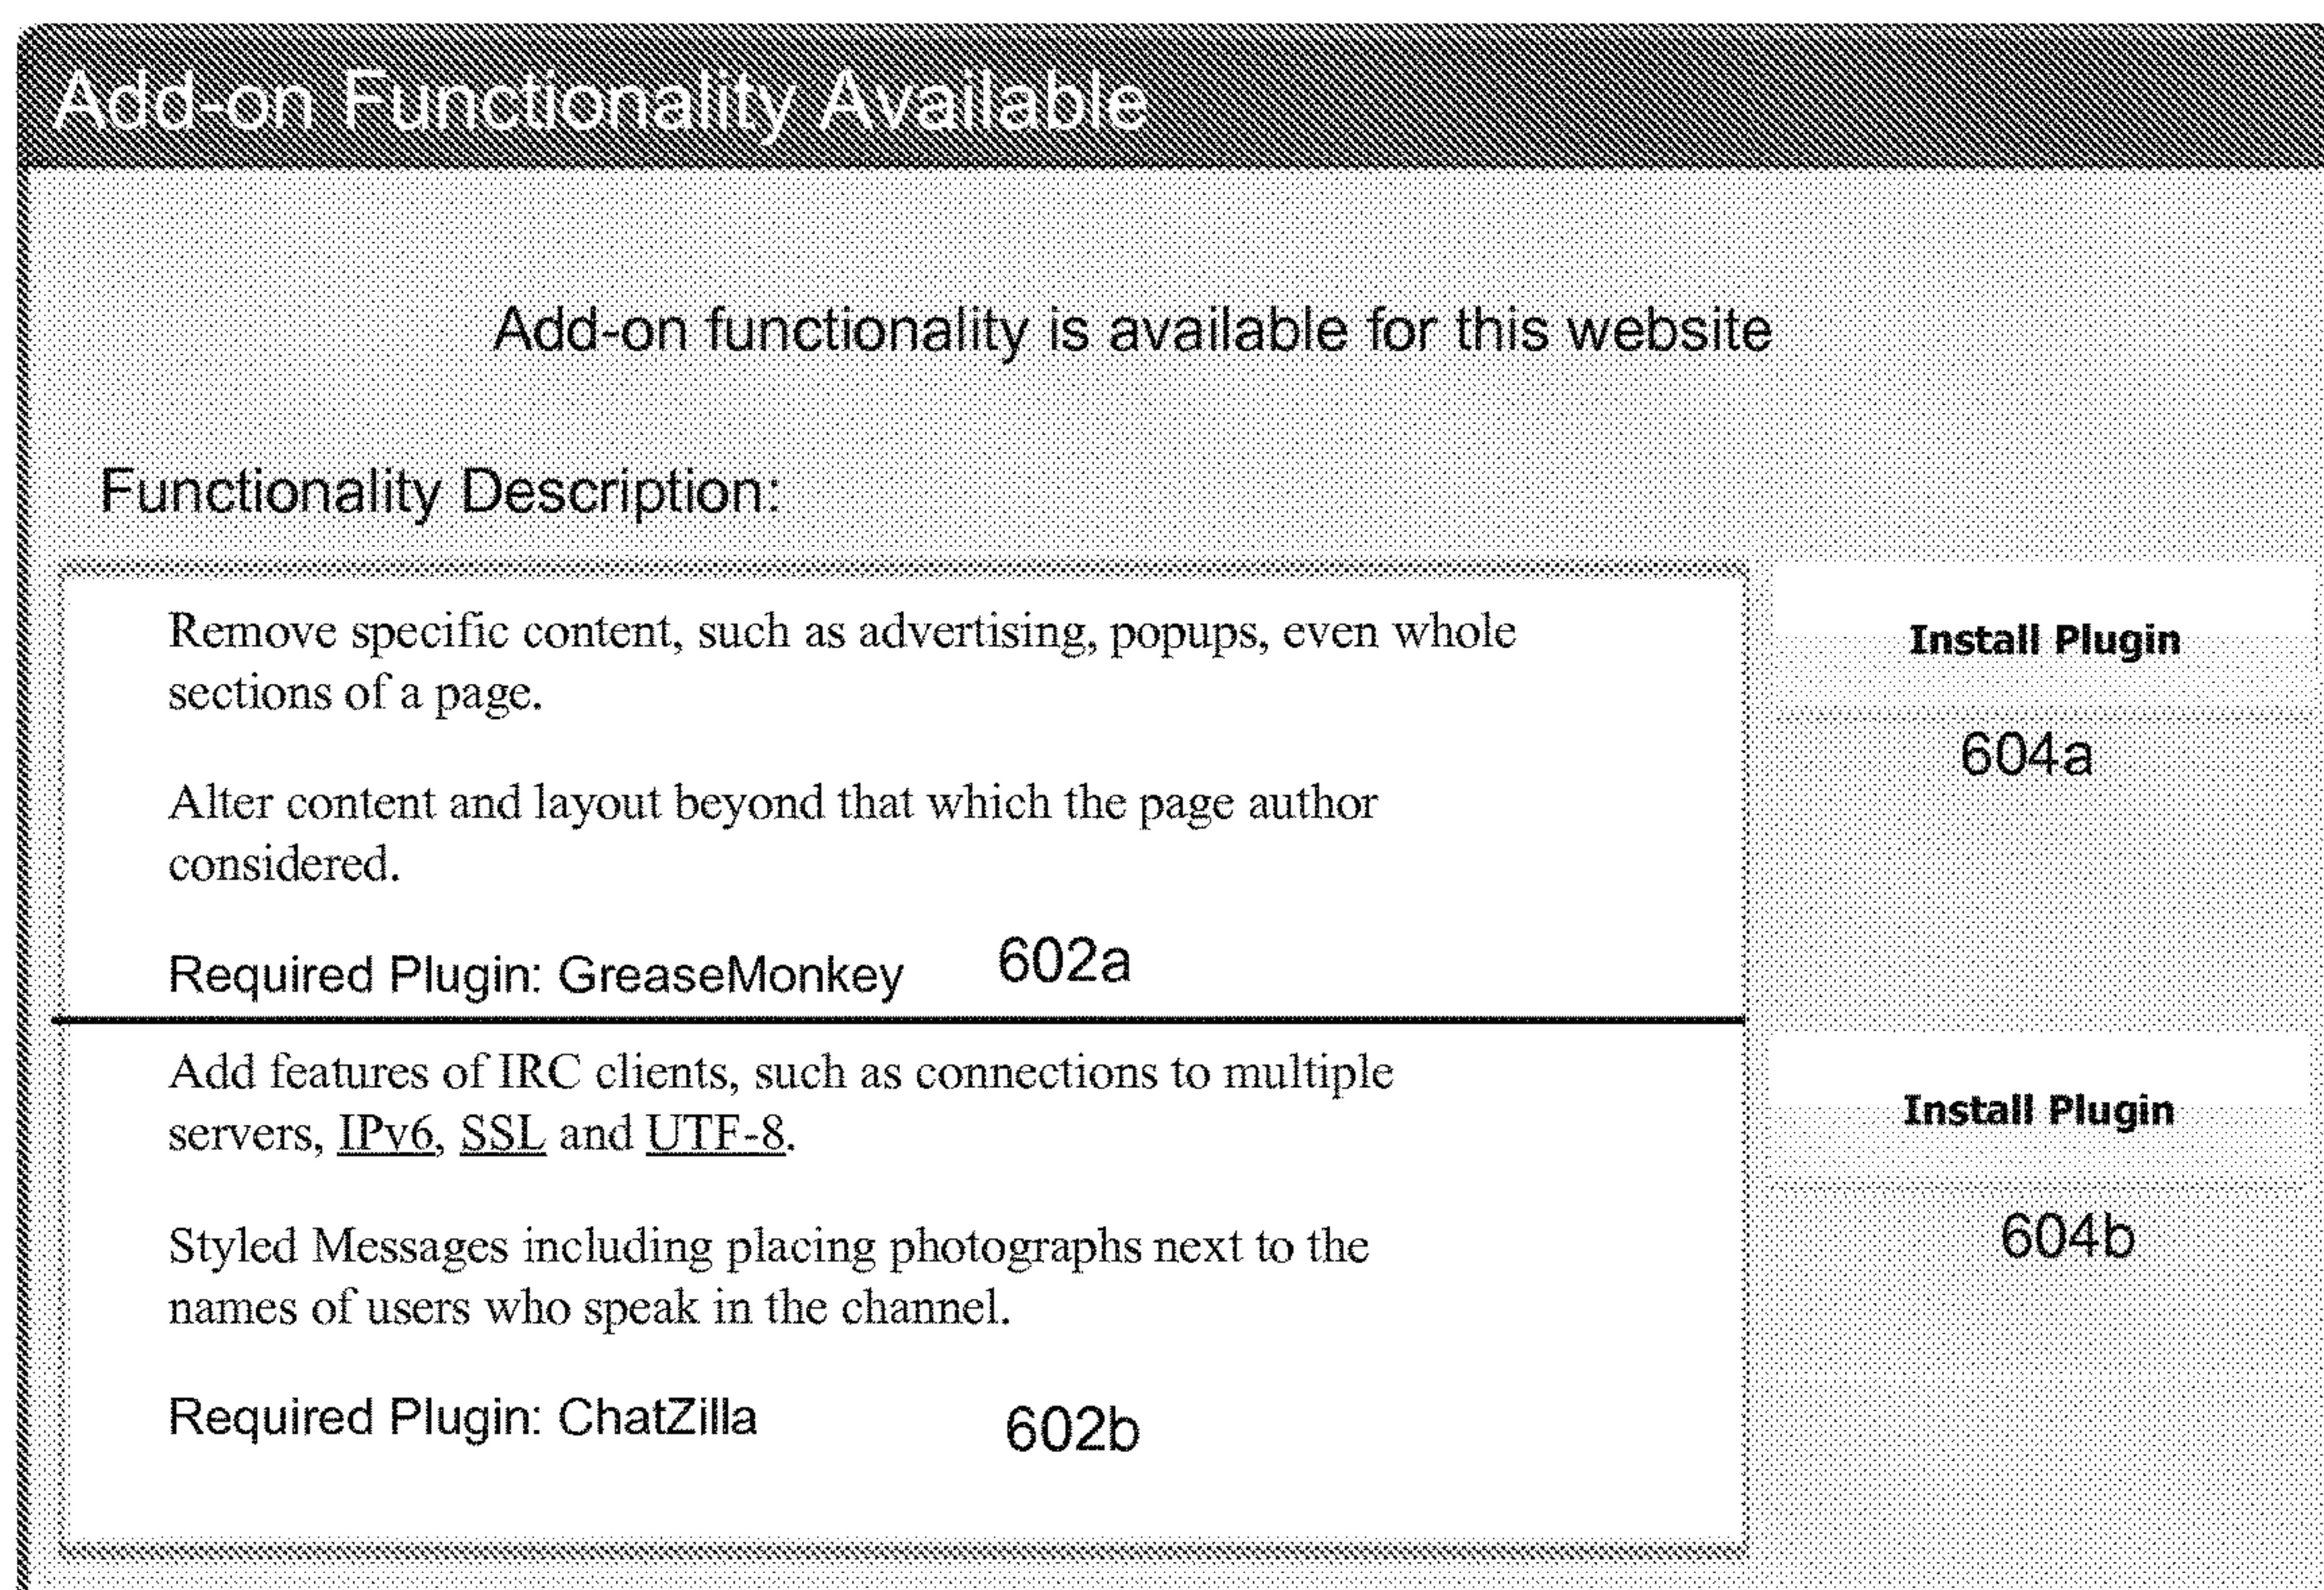 Add-on Functionality Available
Add-on functionality is available for this website
Functionality Description:
Remove specific content, such as advertising, popups, even whole
sections of a page.
Install Plugin
604a
Alter content and layout beyond that which the page author
considered.
Required Plugin: GreaseMonkey 602a
Add features of IRC clients, such as connections to multiple
servers, IPv6, SSL and UTF-8.
Install Plugin
604b
Styled Messages including placing photographs next to the
names of users who speak in the channel.
Required Plugin: ChatZilla 602b